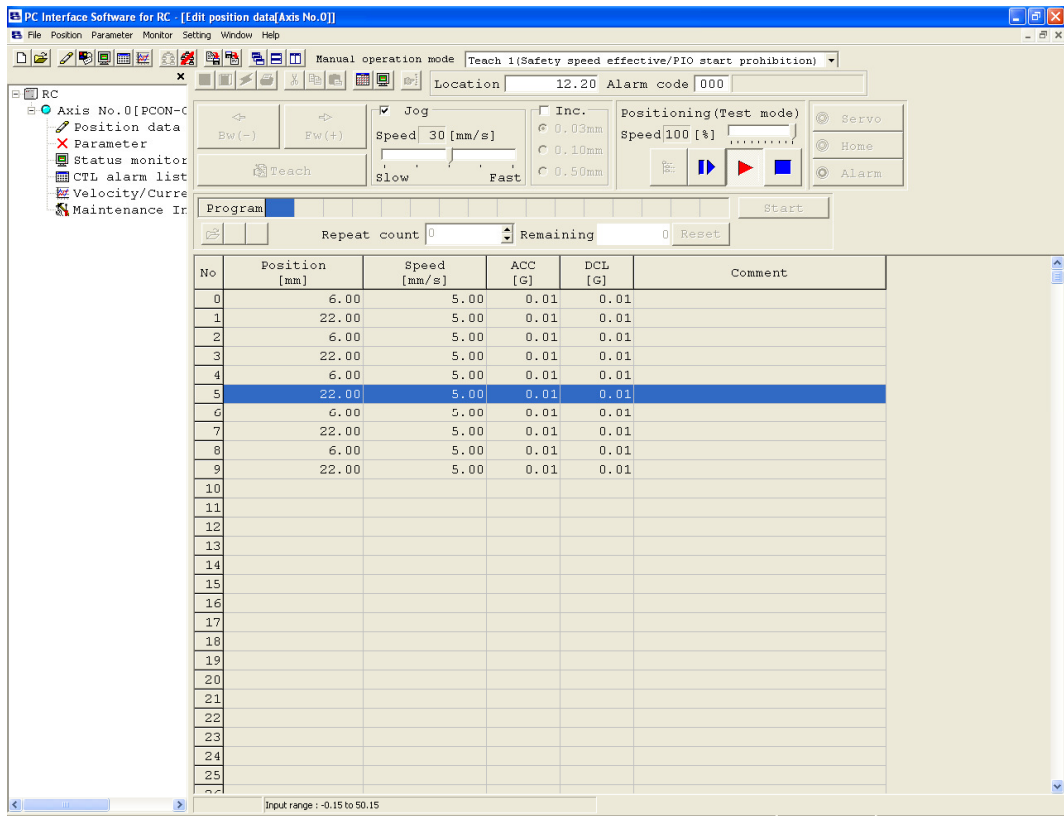 PC Interface Software for RC - [Edit position data[Axis No.0]]
File Position Parameter Monitor Setting Window Help
Manual operation mode Teach 1(Safety speed effective/PIO start prohibition)
Location 12.20 Alarm code 000
RC
Axis No.0[PCON-C
Position data
Parameter
Status monitor
CTL alarm list
Velocity/Curre
Maintenance In
Bw(-) Fw(+)
Teach
Jog
Speed 30 [mm/s]
Slow Fast
Inc.
0.03mm
0.10mm
0.50mm
Positioning(Test mode)
Speed 100 [%]
Servo
Home
Alarm
Program Start
Repeat count 0 Remaining 0 Reset
No Position [mm] Speed [mm/s] ACC [G] DCL [G] Comment
0 6.00 5.00 0.01 0.01
1 22.00 5.00 0.01 0.01
2 6.00 5.00 0.01 0.01
3 22.00 5.00 0.01 0.01
4 6.00 5.00 0.01 0.01
5 22.00 5.00 0.01 0.01
6 6.00 5.00 0.01 0.01
7 22.00 5.00 0.01 0.01
8 6.00 5.00 0.01 0.01
9 22.00 5.00 0.01 0.01
10
11
12
13
14
15
16
17
18
19
20
21
22
23
24
25
Input range : -0.15 to 50.15